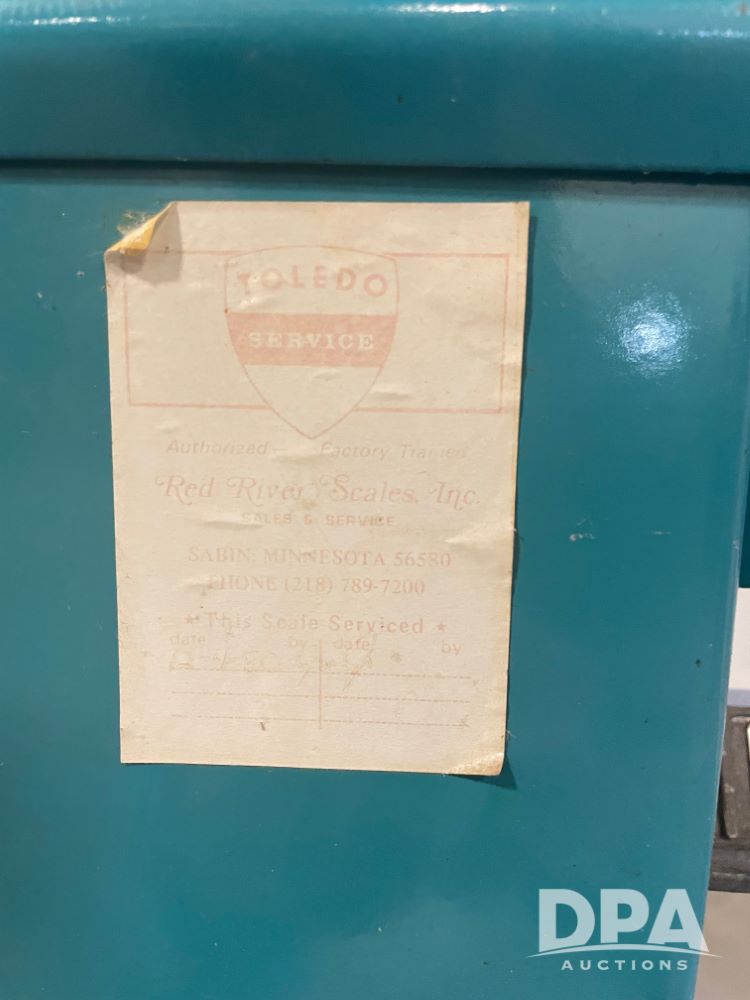 TOLEDO
SERVICE
Authorized — Factory Trained
Red River Scales, Inc.
SALES & SERVICE
SABIN, MINNESOTA 56580
PHONE (218) 789-7200
★ This Scale Serviced ★
date by date by
DPA
AUCTIONS